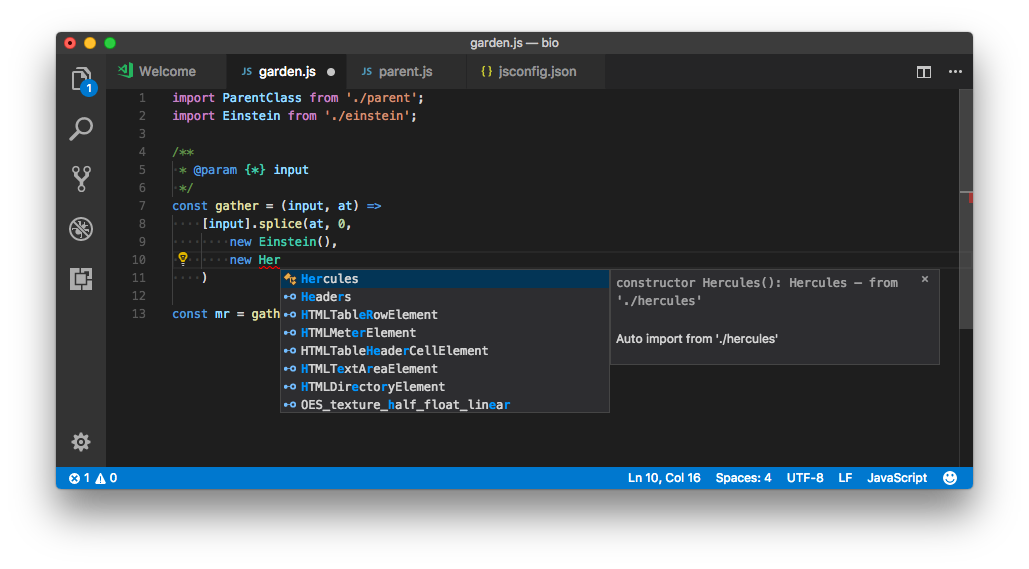 garden.js — bio
Welcome
JS garden.js ●
JS parent.js
{} jsconfig.json
1
1 import ParentClass from './parent';
2 import Einstein from './einstein';
3
4 /**
5 * @param {*} input
6 */
7 const gather = (input, at) =>
8 [input].splice(at, 0,
9 new Einstein(),
10 new Her
11 )
12
13 const mr = gath
Hercules
Headers
HTMLTableRowElement
HTMLMeterElement
HTMLTableHeaderCellElement
HTMLTextAreaElement
HTMLDirectoryElement
OES_texture_half_float_linear
constructor Hercules(): Hercules — from
'./hercules'
Auto import from './hercules'
1 0 Ln 10, Col 16 Spaces: 4 UTF-8 LF JavaScript